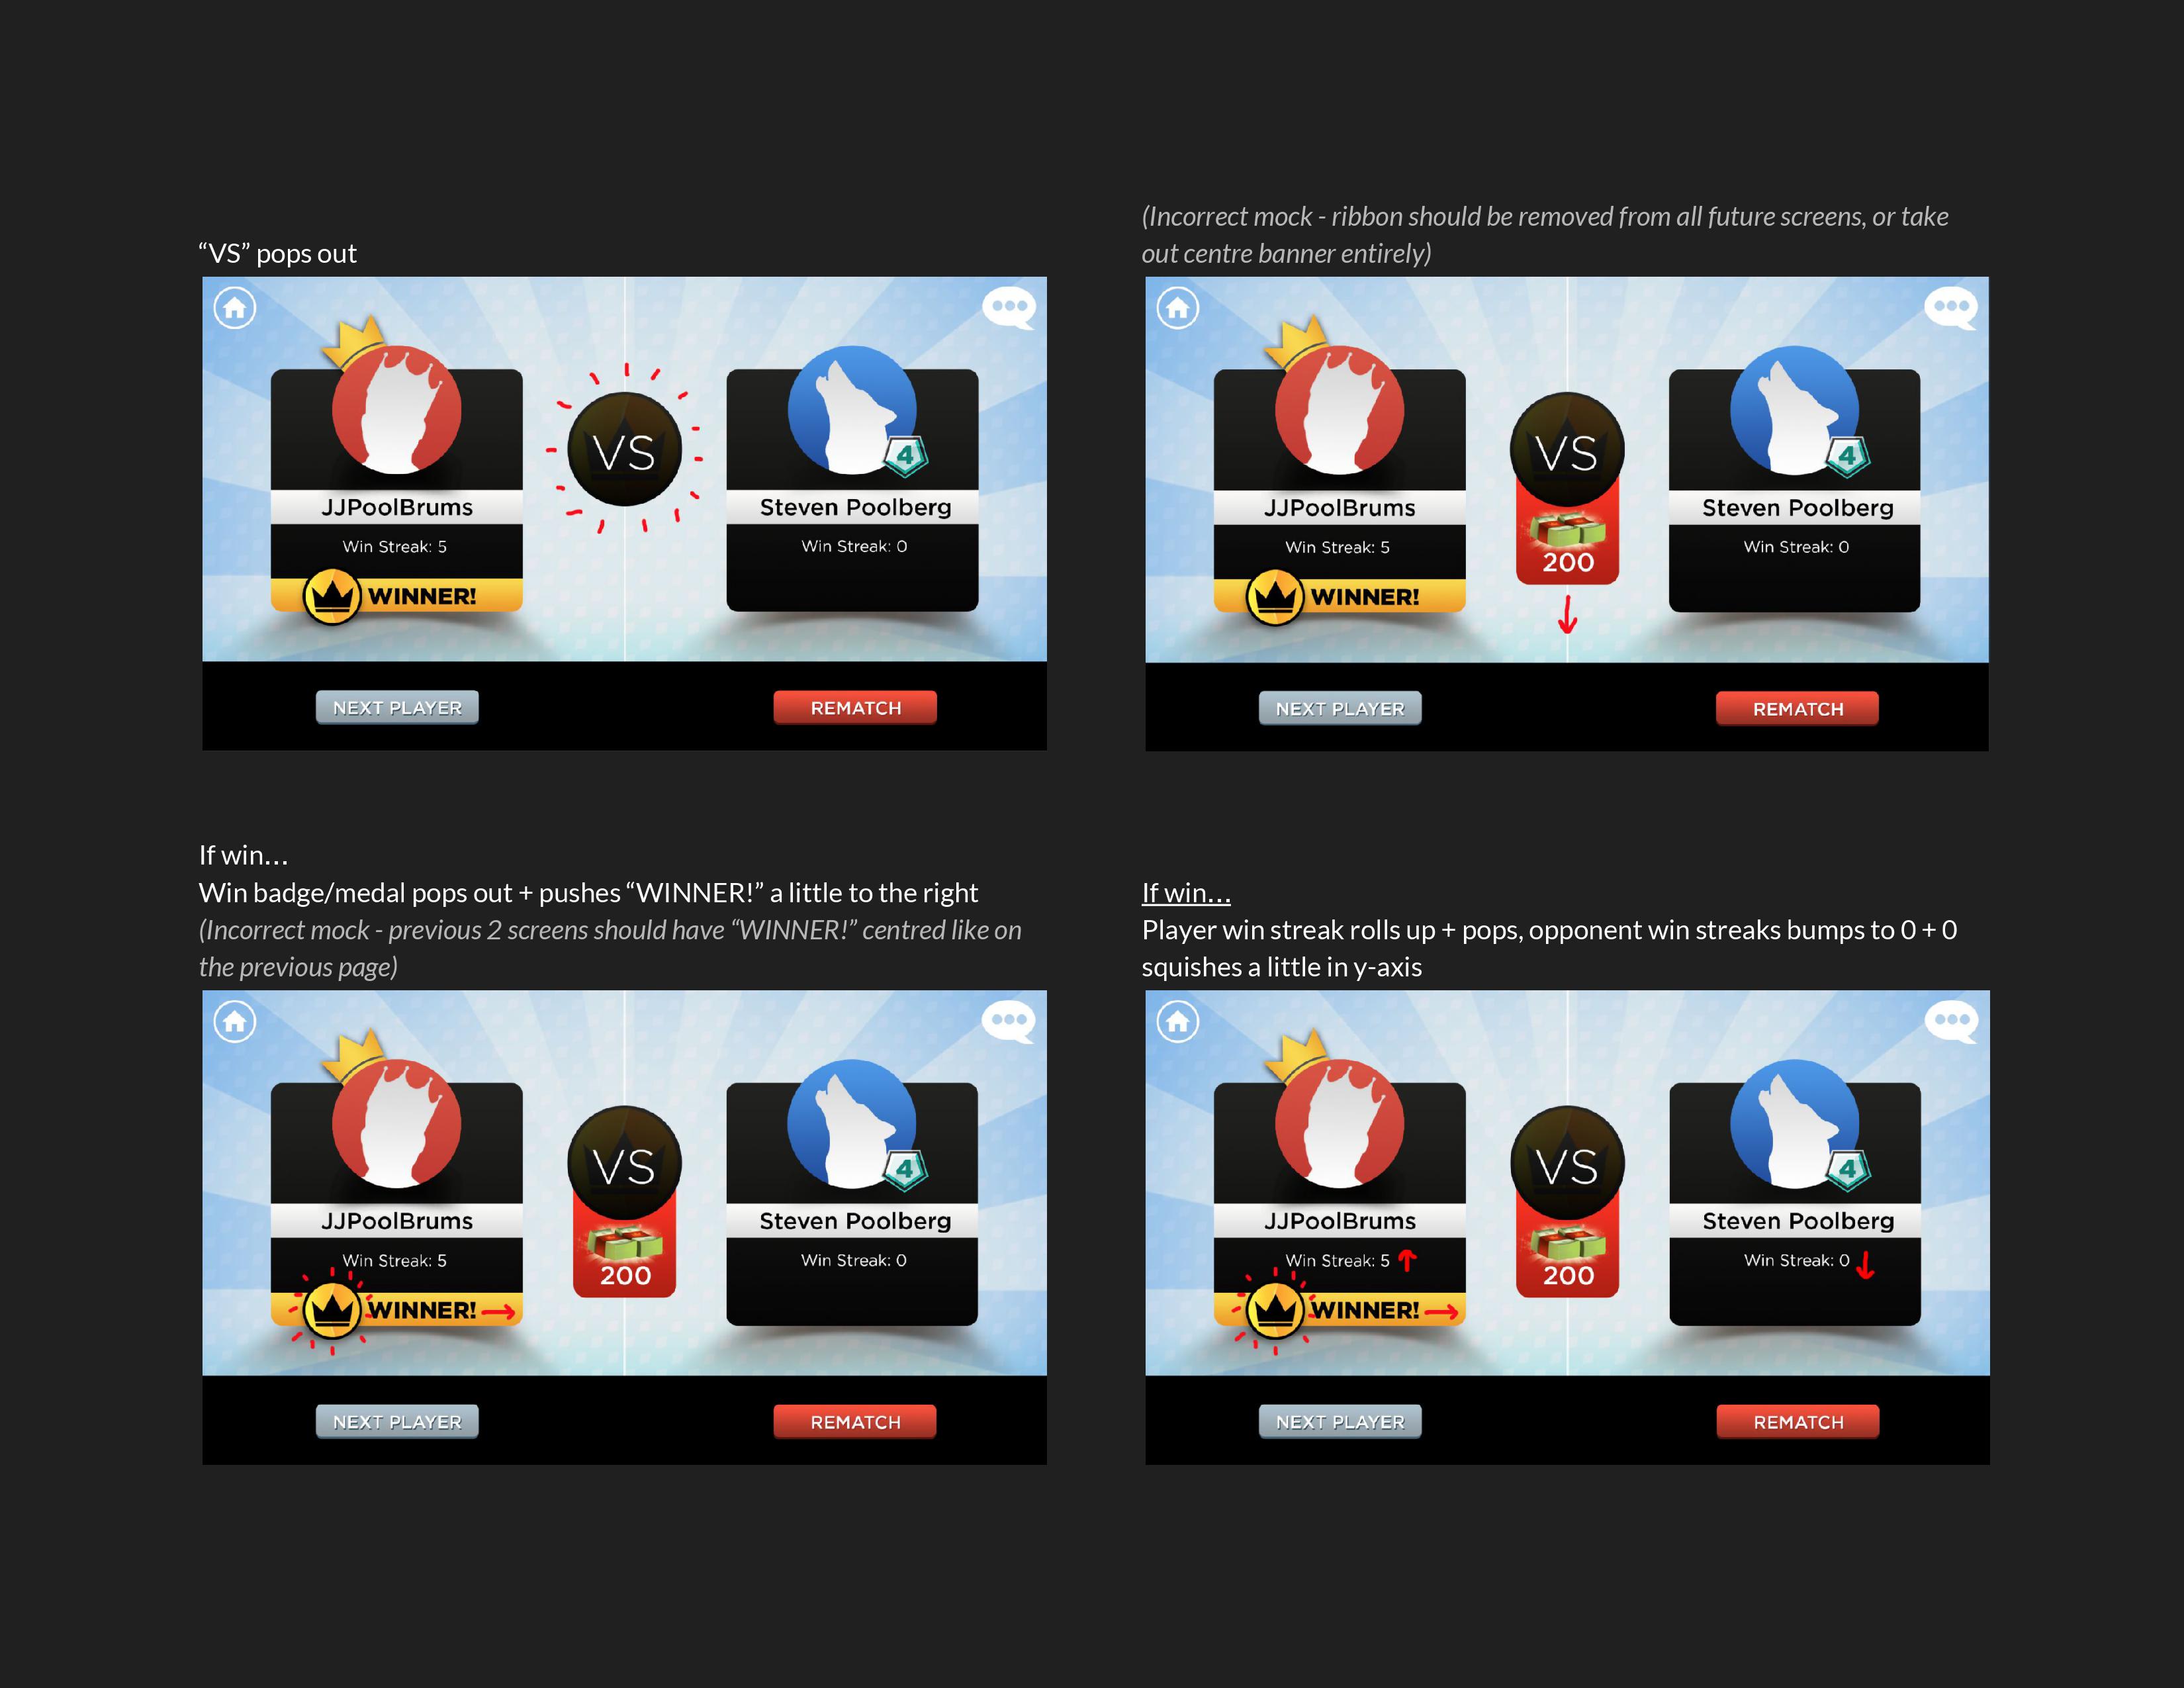 “VS” pops out
JJPoolBrums
Win Streak: 5
WINNER!
VS
4
Steven Poolberg
Win Streak: 0
NEXT PLAYER
REMATCH
(Incorrect mock - ribbon should be removed from all future screens, or take
out centre banner entirely)
JJPoolBrums
Win Streak: 5
WINNER!
VS
200
4
Steven Poolberg
Win Streak: 0
NEXT PLAYER
REMATCH
If win...
Win badge/medal pops out + pushes “WINNER!” a little to the right
(Incorrect mock - previous 2 screens should have “WINNER!” centred like on
the previous page)
JJPoolBrums
Win Streak: 5
WINNER!
VS
200
4
Steven Poolberg
Win Streak: 0
NEXT PLAYER
REMATCH
If win...
Player win streak rolls up + pops, opponent win streaks bumps to 0 + 0
squishes a little in y-axis
JJPoolBrums
Win Streak: 5
WINNER!
VS
200
4
Steven Poolberg
Win Streak: 0
NEXT PLAYER
REMATCH